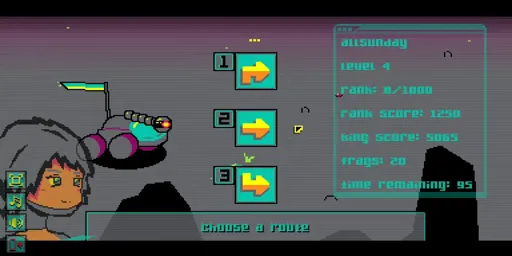 1
2
3
allsunday
level 4
rank: 0/1000
rank score: 1250
king score: 5065
frags: 20
time remaining: 95
Choose a route